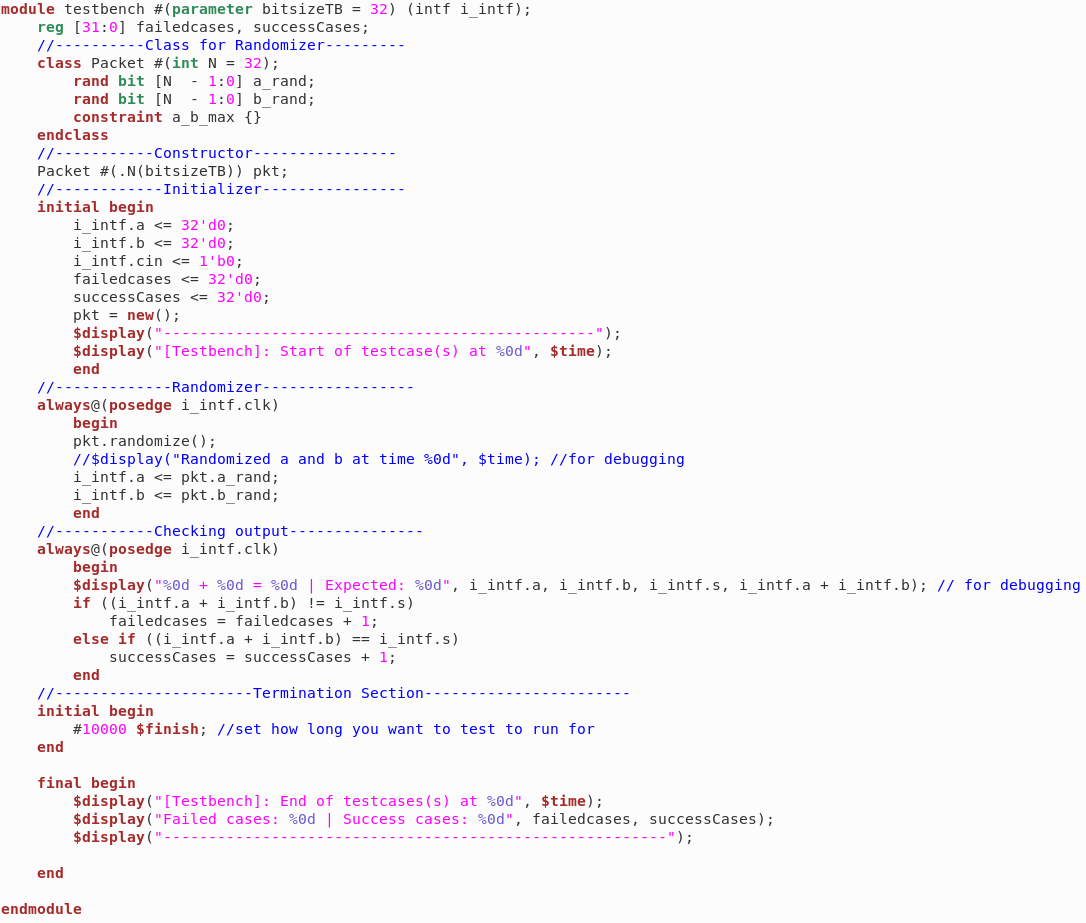 module testbench #(parameter bitsizeTB = 32) (intf i_intf);
    reg [31:0] failedcases, successCases;
    //----------Class for Randomizer---------
    class Packet #(int N = 32);
        rand bit [N  - 1:0] a_rand;
        rand bit [N  - 1:0] b_rand;
        constraint a_b_max {}
    endclass
    //-----------Constructor----------------
    Packet #(.N(bitsizeTB)) pkt;
    //------------Initializer----------------
    initial begin
        i_intf.a <= 32'd0;
        i_intf.b <= 32'd0;
        i_intf.cin <= 1'b0;
        failedcases <= 32'd0;
        successCases <= 32'd0;
        pkt = new();
        $display("------------------------------------------------");
        $display("[Testbench]: Start of testcase(s) at %0d", $time);
        end
    //-------------Randomizer-----------------
    always@(posedge i_intf.clk)
        begin
        pkt.randomize();
        //$display("Randomized a and b at time %0d", $time); //for debugging
        i_intf.a <= pkt.a_rand;
        i_intf.b <= pkt.b_rand;
        end
    //-----------Checking output---------------
    always@(posedge i_intf.clk)
        begin
        $display("%0d + %0d = %0d | Expected: %0d", i_intf.a, i_intf.b, i_intf.s, i_intf.a + i_intf.b); // for debugging
        if ((i_intf.a + i_intf.b) != i_intf.s)
            failedcases = failedcases + 1;
        else if ((i_intf.a + i_intf.b) == i_intf.s)
            successCases = successCases + 1;
        end
    //----------------------Termination Section-----------------------
    initial begin
        #10000 $finish; //set how long you want to test to run for
    end

    final begin
        $display("[Testbench]: End of testcases(s) at %0d", $time);
        $display("Failed cases: %0d | Success cases: %0d", failedcases, successCases);
        $display("--------------------------------------------------------");

    end

endmodule